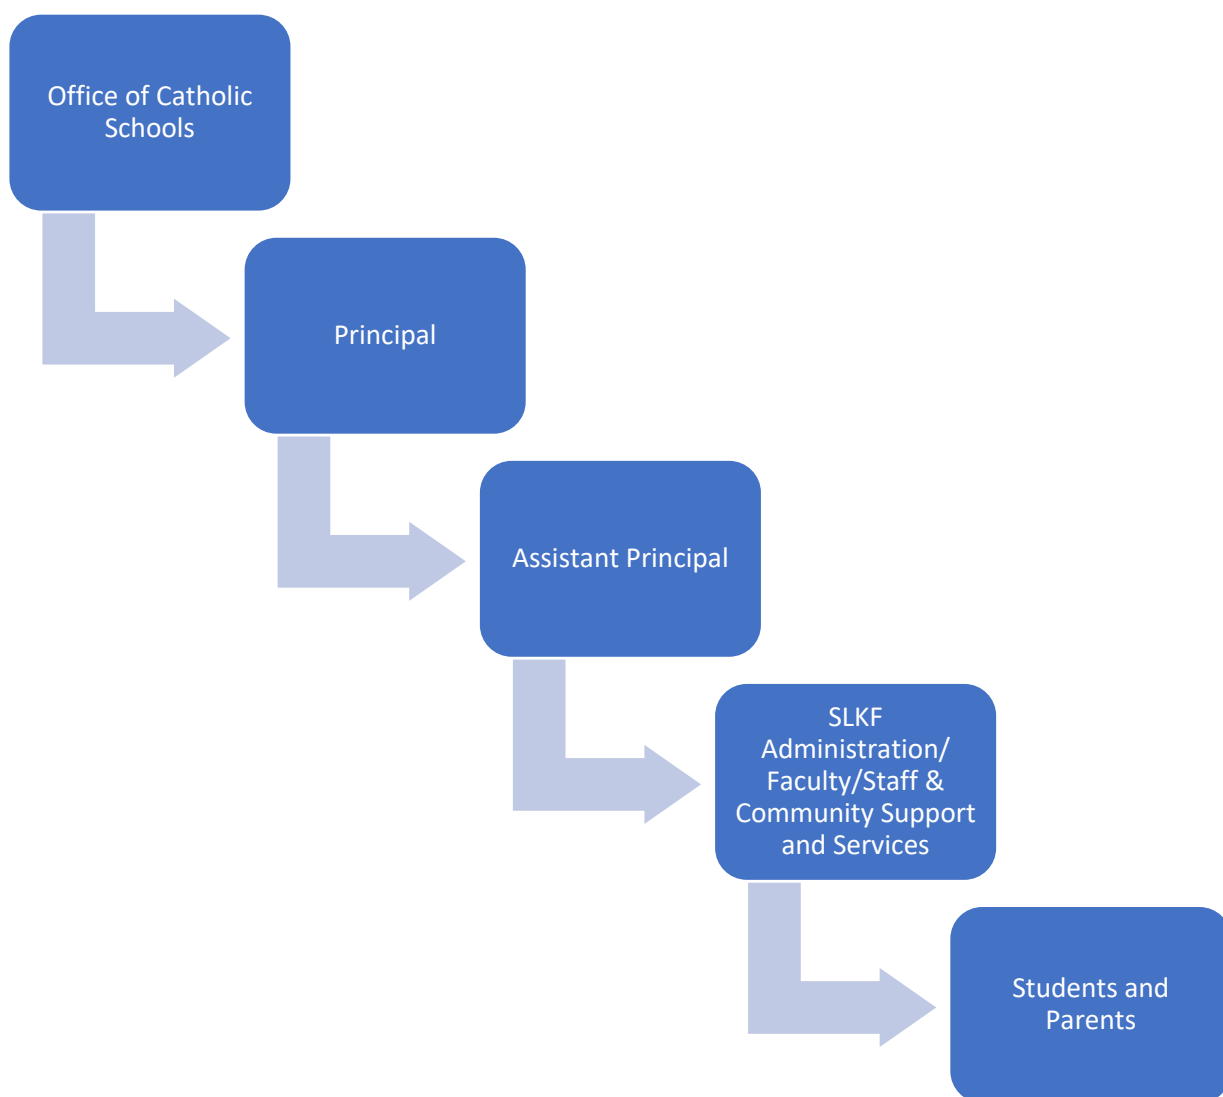 Office of Catholic
Schools
Principal
Assistant Principal
SLKF
Administration/
Faculty/Staff &
Community Support
and Services
Students and
Parents